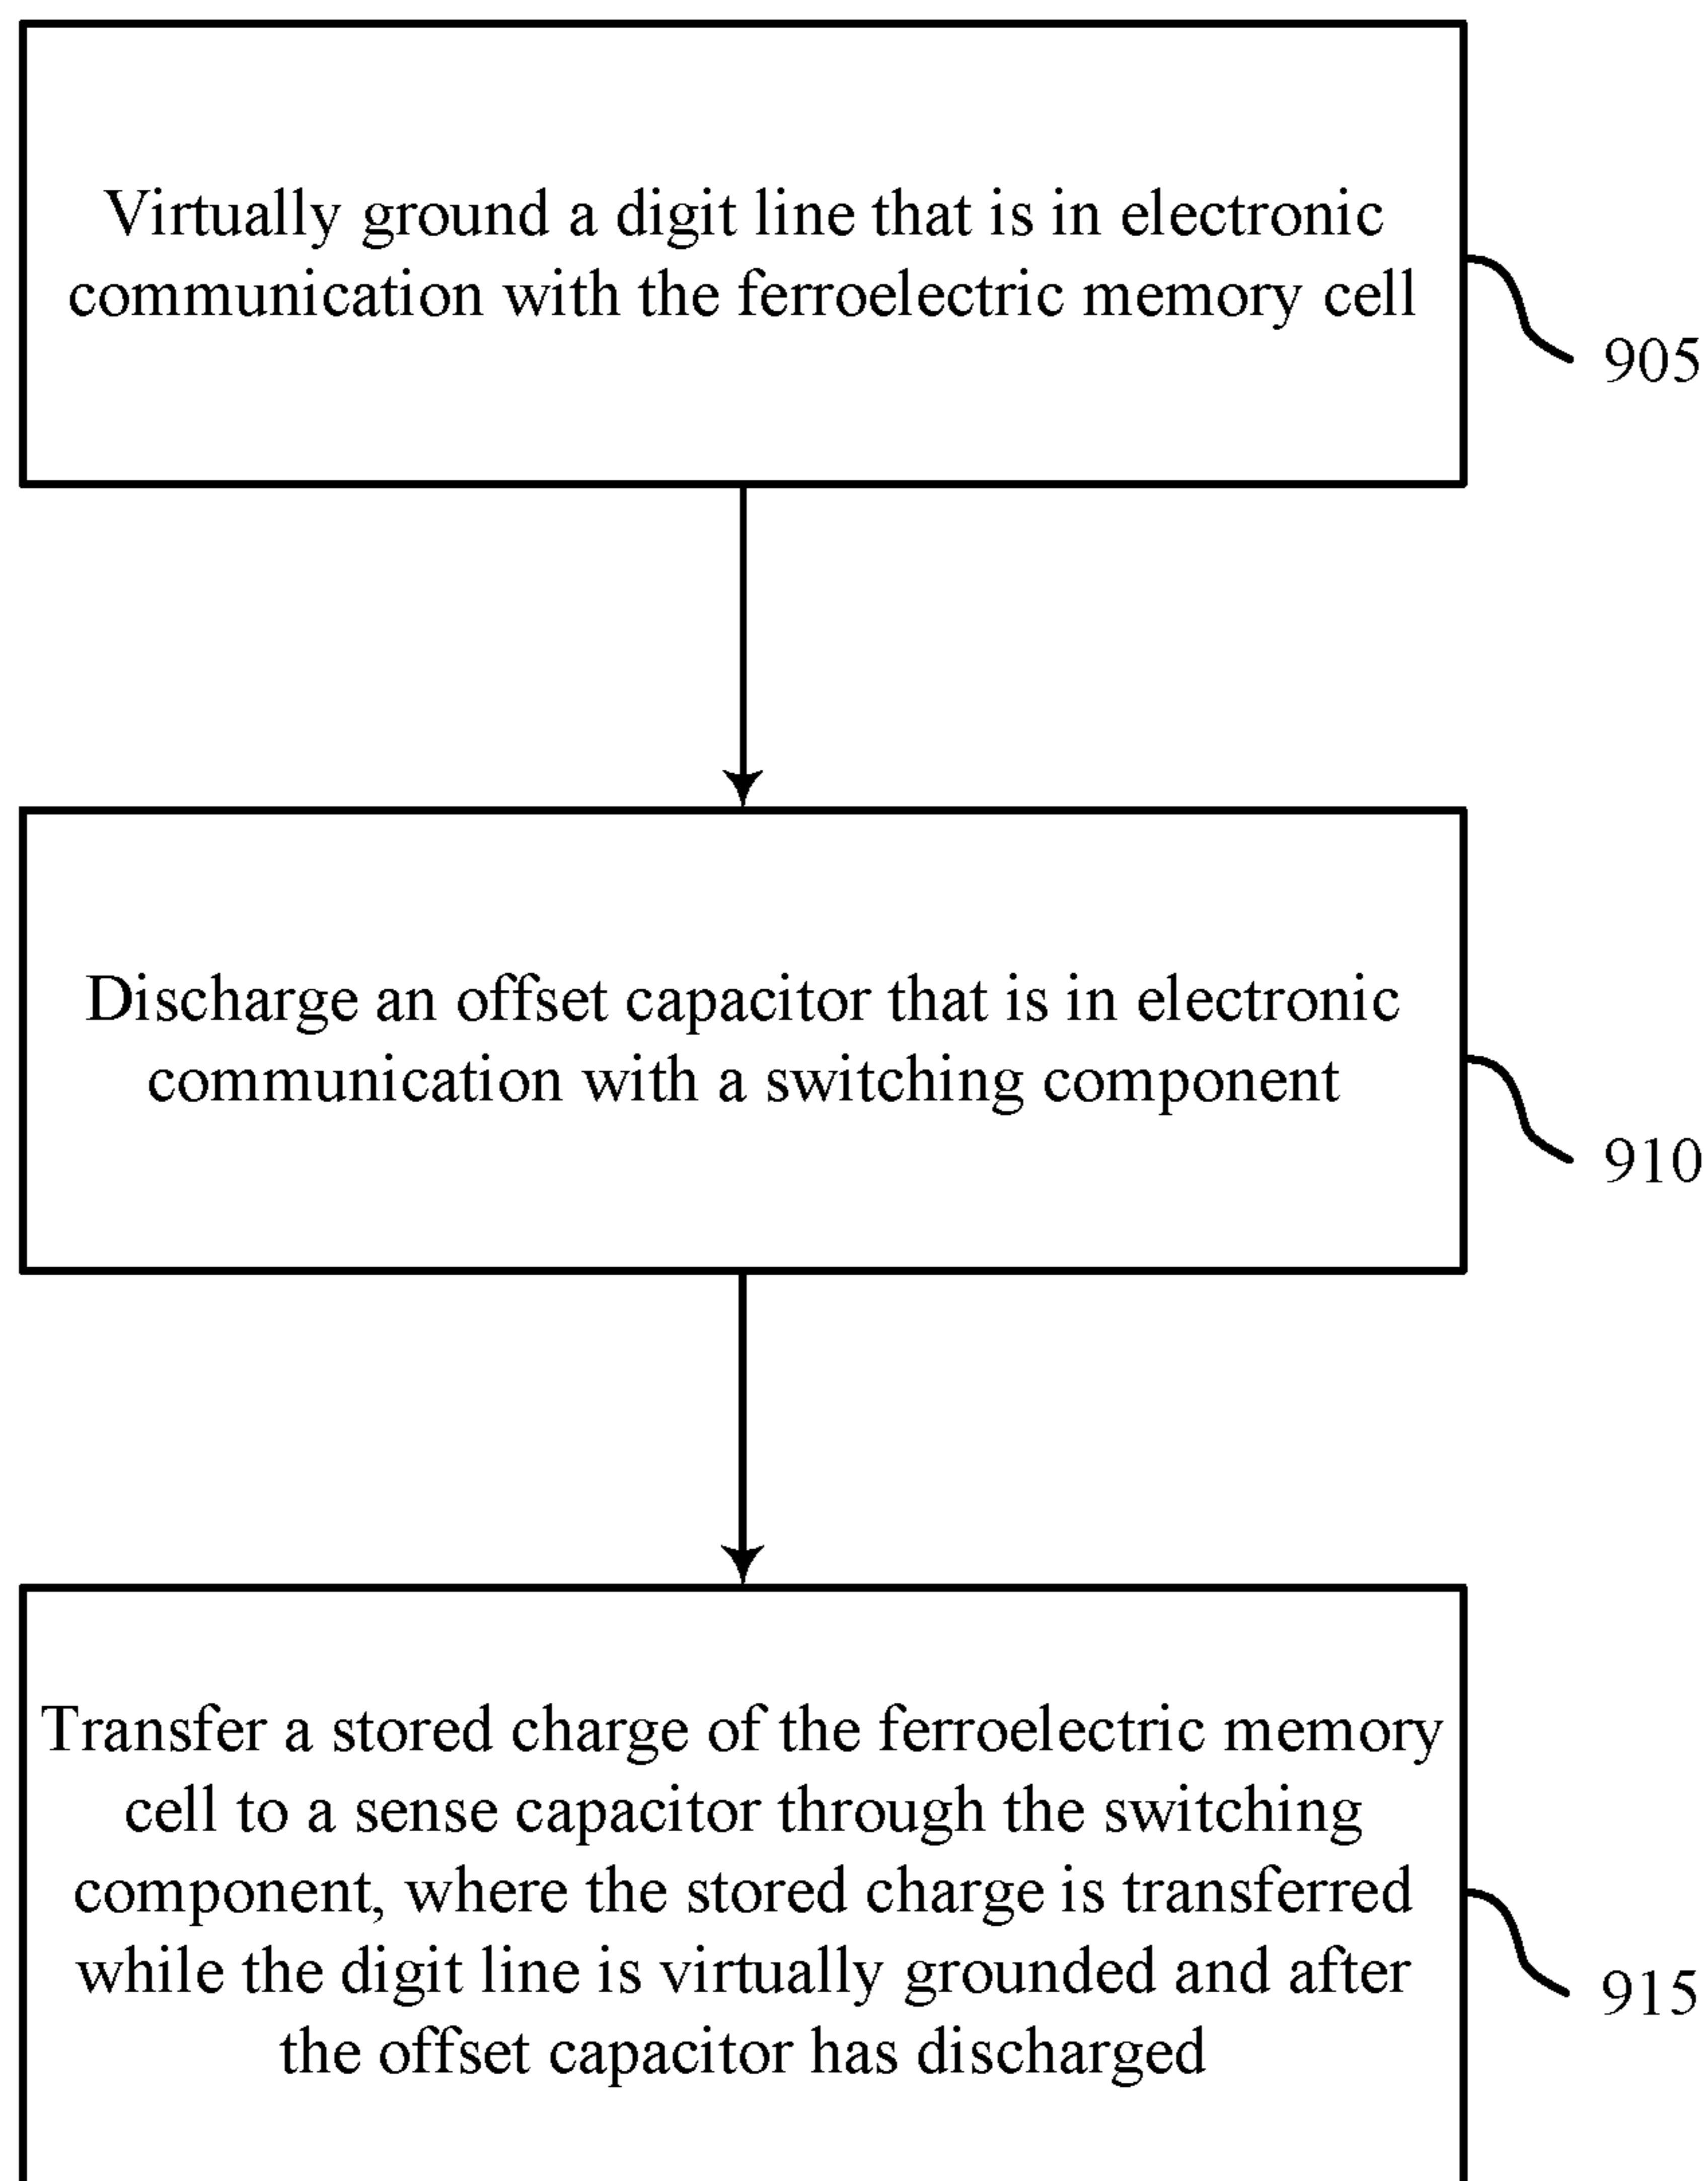 Virtually ground a digit line that is in electronic
communication with the ferroelectric memory cell
905
Discharge an offset capacitor that is in electronic
communication with a switching component
910
Transfer a stored charge of the ferroelectric memory
cell to a sense capacitor through the switching
component, where the stored charge is transferred
while the digit line is virtually grounded and after
the offset capacitor has discharged
915